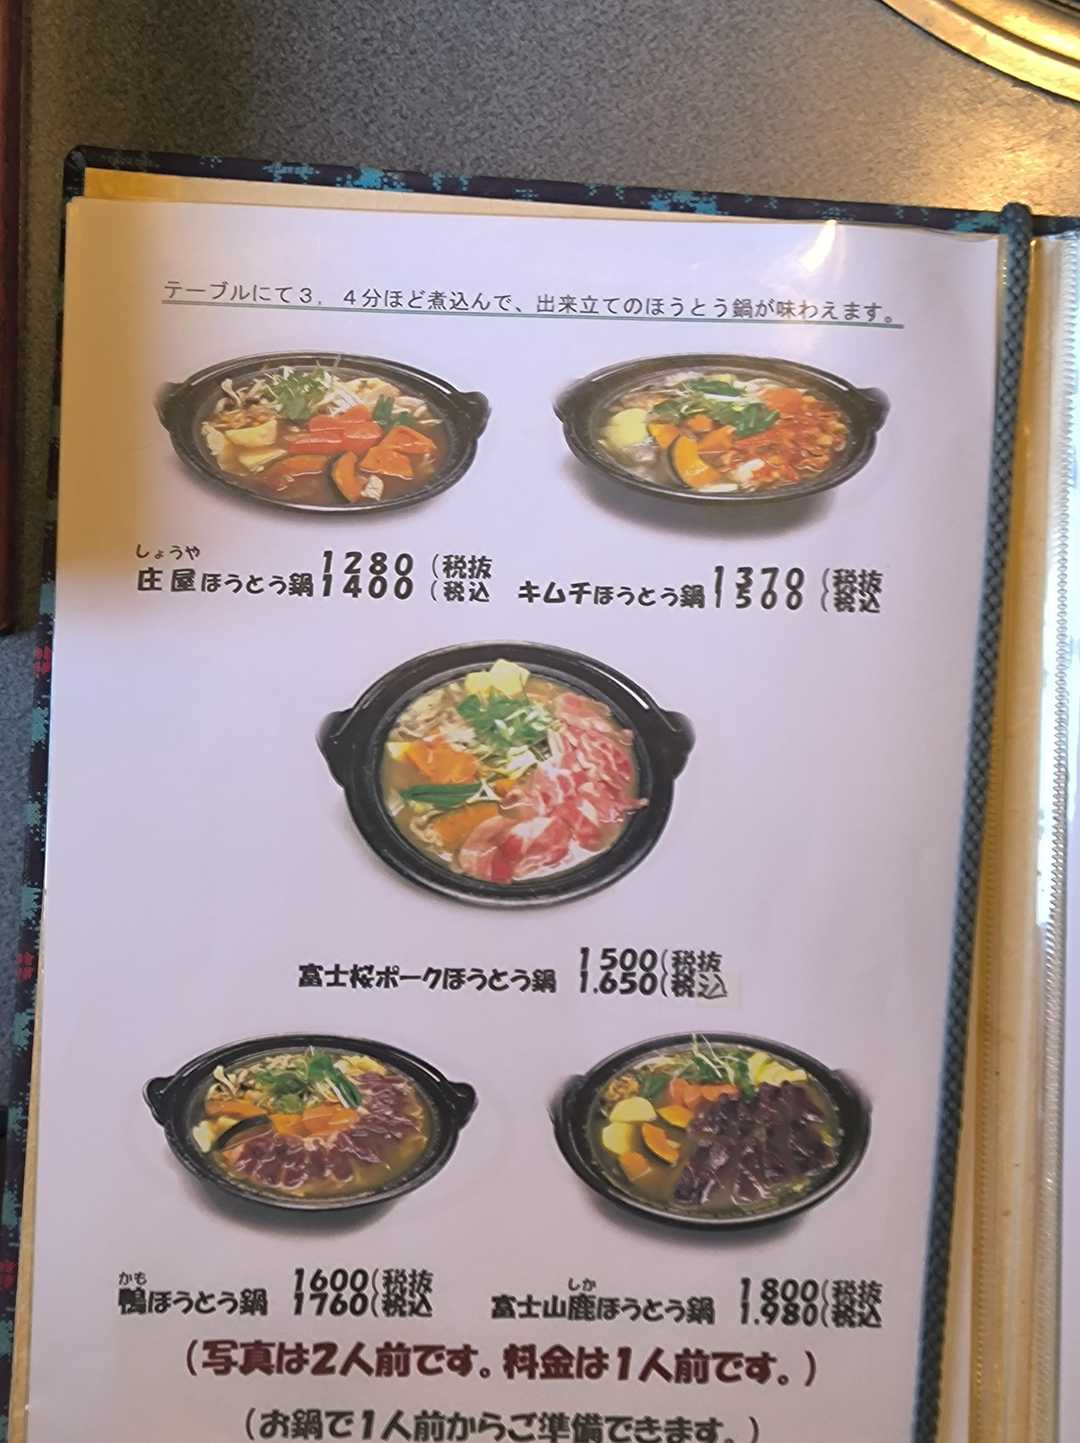 テーブルにて3．4分ほど煮込んで、出来立てのほうとう鍋が味わえます。
しょうや
庄屋ほうとう鍋 1280（税抜
1400（税込
キムチほうとう鍋 1370（税抜
1500（税込
富士桜ポークほうとう鍋 1500（税抜
1.650（税込
かも
鴨ほうとう鍋 1600（税抜
1760（税込
しか
富士山鹿ほうとう鍋 1800（税抜
1.980（税込
（写真は2人前です。料金は1人前です。）
（お鍋で1人前からご準備できます。）